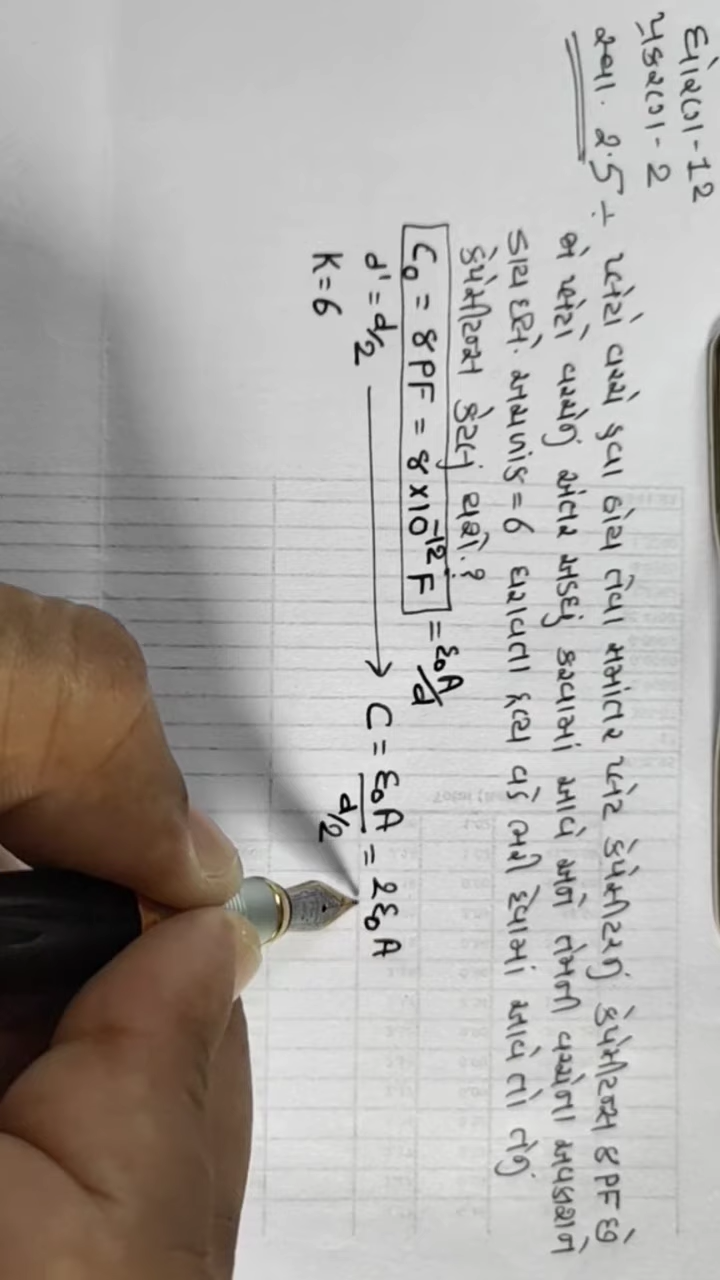 ધોરણ-12
પ્રકરણ-2
સ્વા. 2.5 ÷ પ્લેટો વચ્ચે હવા હોય તેવા સમાંતર પ્લેટ કેપેસીટરનું કેપેસીટન્સ 8 PF છે
જો પ્લેટો વચ્ચેનું અંતર અડધું કરવામાં આવે અને તેમની વચ્ચેના અવકાશને
ડાય ઈલે. અચળાંક = 6 ધરાવતા દ્રવ્ય વડે ભરી દેવામાં આવે તો તેનું
કેપેસીટન્સ કેટલું થશે.?
C₀ = 8 PF = 8 × 10⁻¹² F = ε₀A/d
d' = d/2 → C = ε₀A/d/2 = 2ε₀A
K = 6